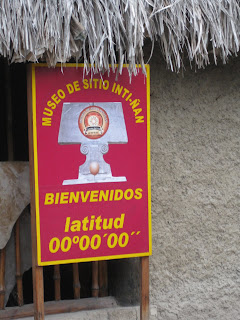 MUSEO DE SITIO INTI-ÑAN
BIENVENIDOS
latitud
00º00´00´´